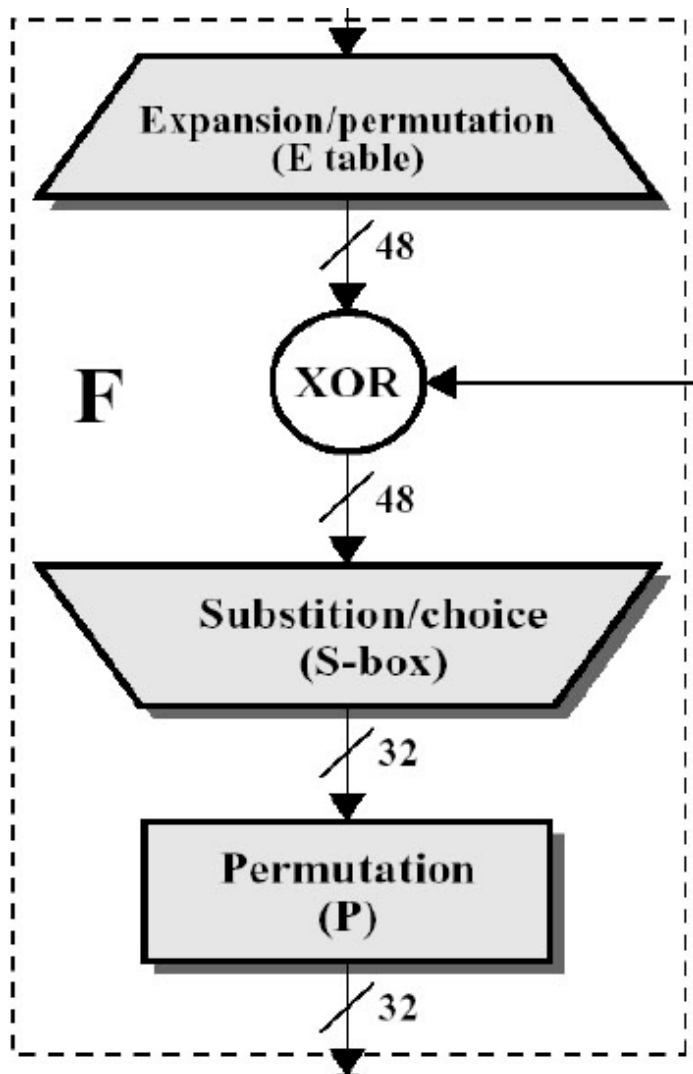 Expansion/permutation
(E table)
48
XOR
F
48
Substition/choice
(S-box)
32
Permutation
(P)
32